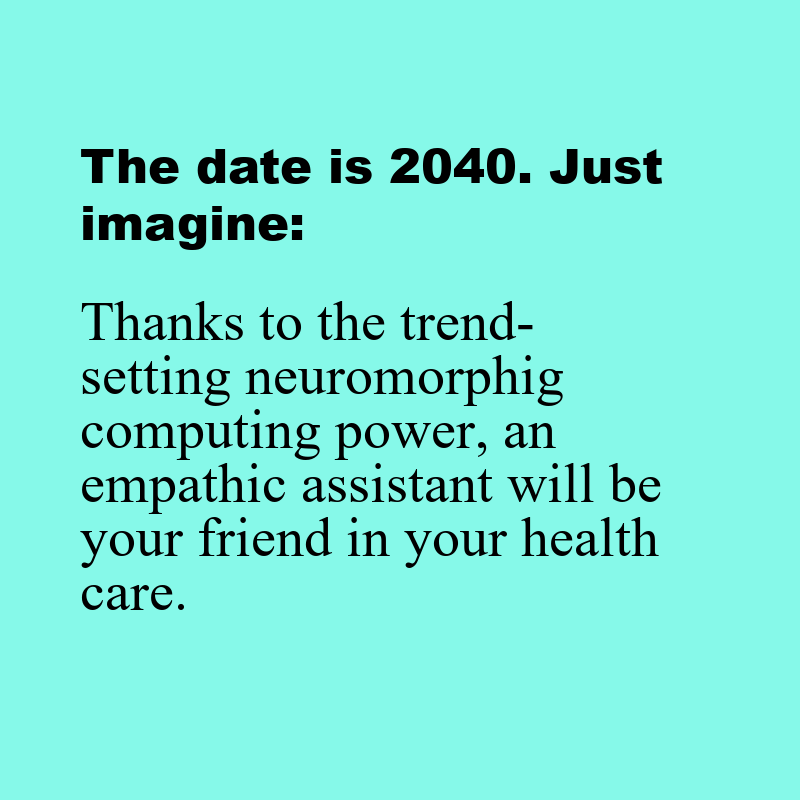 The date is 2040. Just
imagine:
Thanks to the trend-
setting neuromorphig
computing power, an
empathic assistant will be
your friend in your health
care.